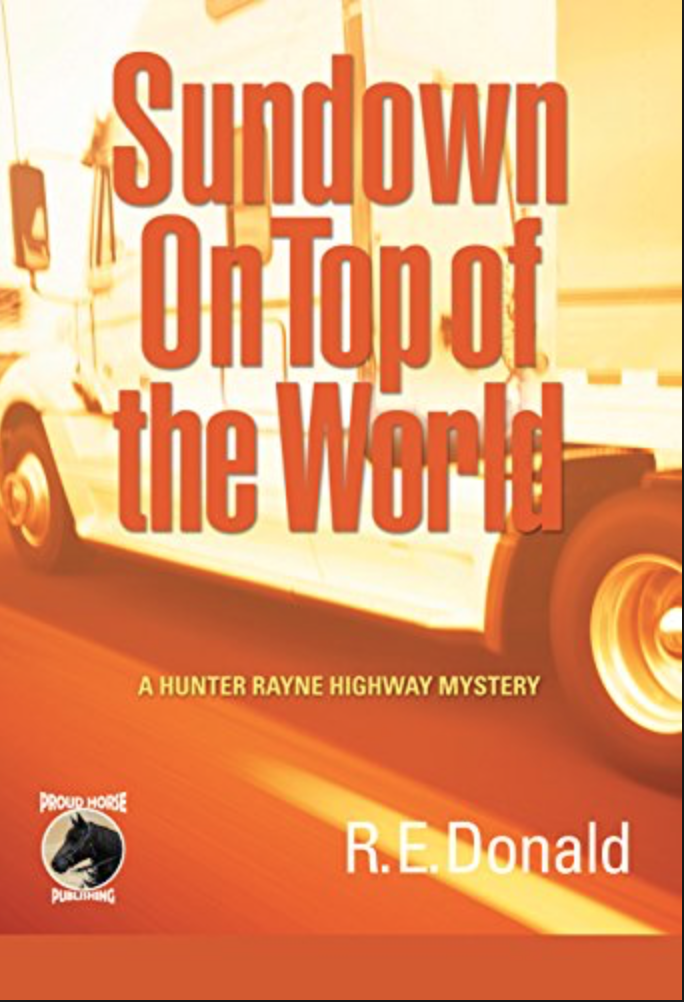 Sundown
On Top of
the World
A HUNTER RAYNE HIGHWAY MYSTERY
PROUD HORSE
PUBLISHING
R.E.Donald